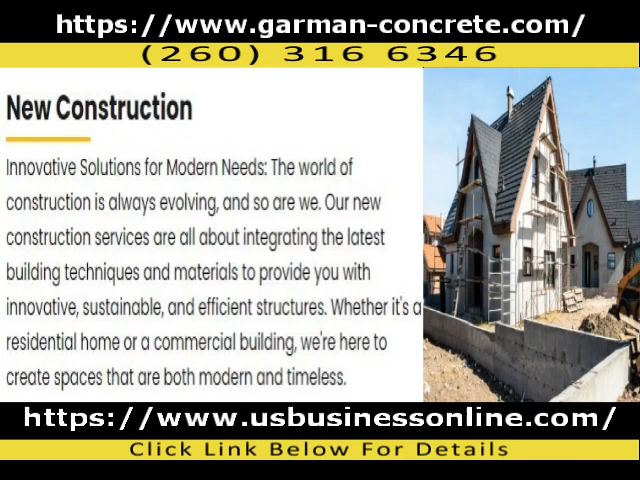 https://www.garman-concrete.com/
(260) 316 6346
New Construction
Innovative Solutions for Modern Needs: The world of
construction is always evolving, and so are we. Our new
construction services are all about integrating the latest
building techniques and materials to provide you with
innovative, sustainable, and efficient structures. Whether it's a
residential home or a commercial building, we're here to
create spaces that are both modern and timeless.
https://www.usbusinessonline.com/
Click Link Below For Details